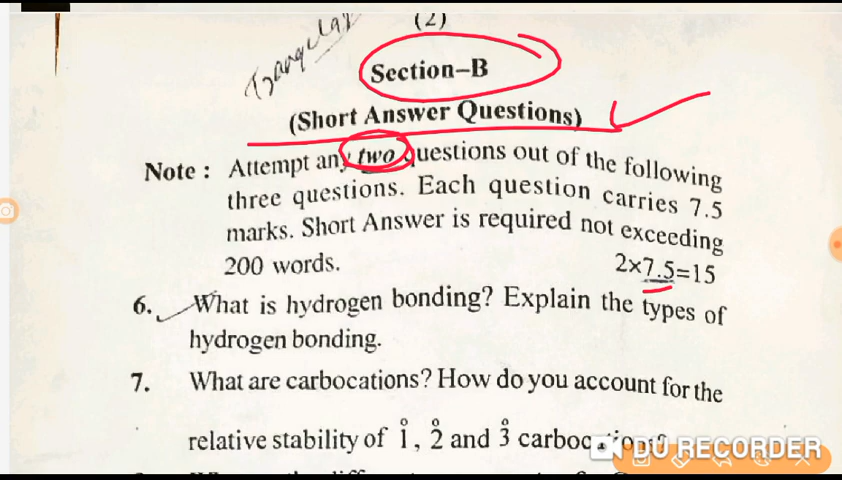 (2)
Section–B
(Short Answer Questions)
Note : Attempt any two questions out of the following
three questions. Each question carries 7.5
marks. Short Answer is required not exceeding
200 words.
2×7.5=15
6. What is hydrogen bonding? Explain the types of
hydrogen bonding.
7. What are carbocations? How do you account for the
relative stability of 1̊, 2̊ and 3̊ carbocations?
DU RECORDER